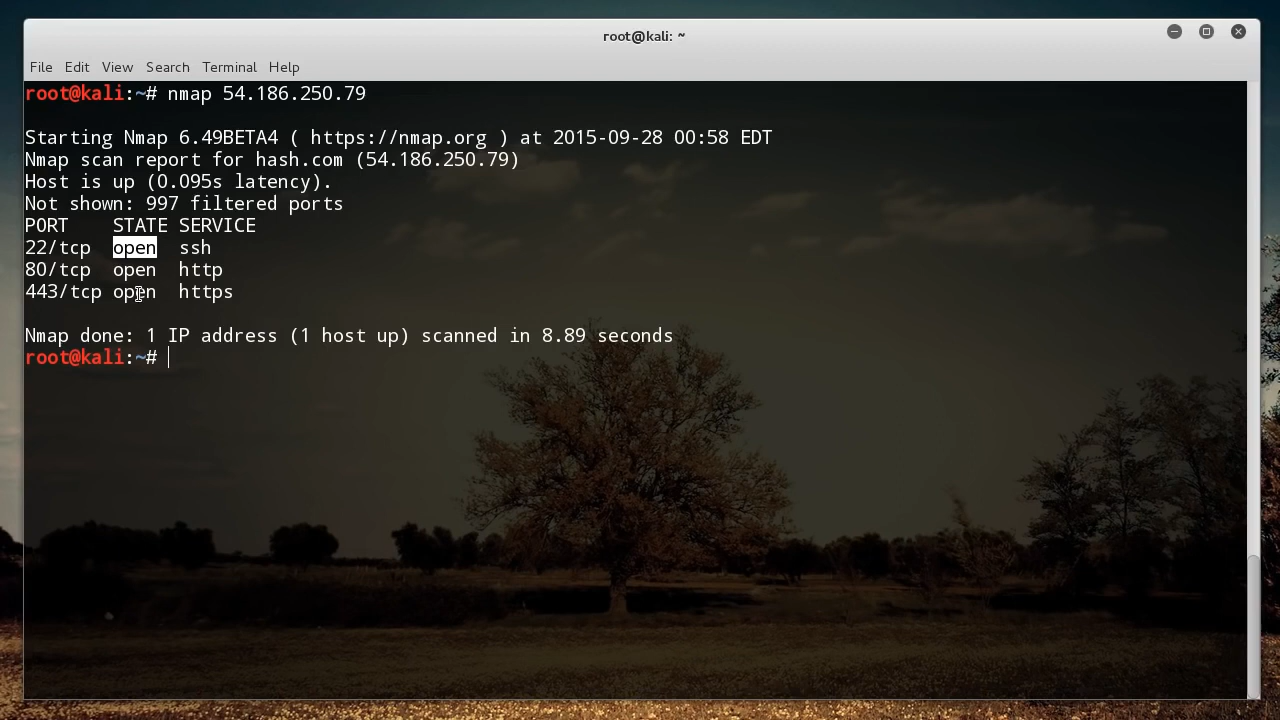 root@kali: ~
File Edit View Search Terminal Help
root@kali:~# nmap 54.186.250.79
Starting Nmap 6.49BETA4 ( https://nmap.org ) at 2015-09-28 00:58 EDT
Nmap scan report for hash.com (54.186.250.79)
Host is up (0.095s latency).
Not shown: 997 filtered ports
PORT    STATE SERVICE
22/tcp  open  ssh
80/tcp  open  http
443/tcp open  https
Nmap done: 1 IP address (1 host up) scanned in 8.89 seconds
root@kali:~#